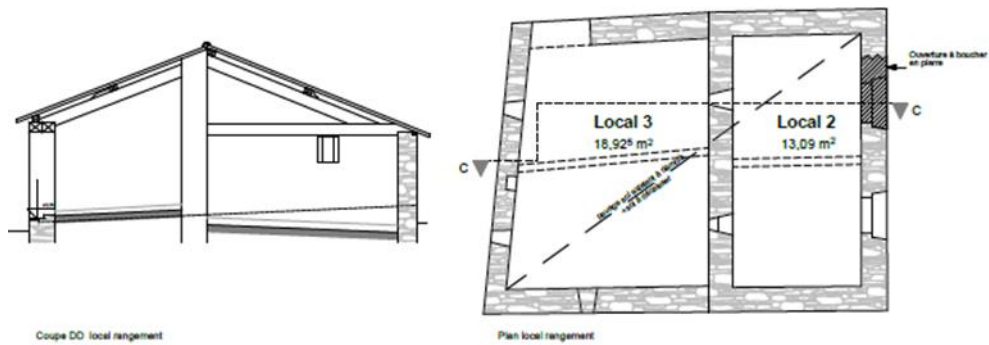 Ouverture à boucher
en pierre
Local 3
18,92⁵ m²
Local 2
13,09 m²
C
C
Coupe DD local rangement
Plan local rangement